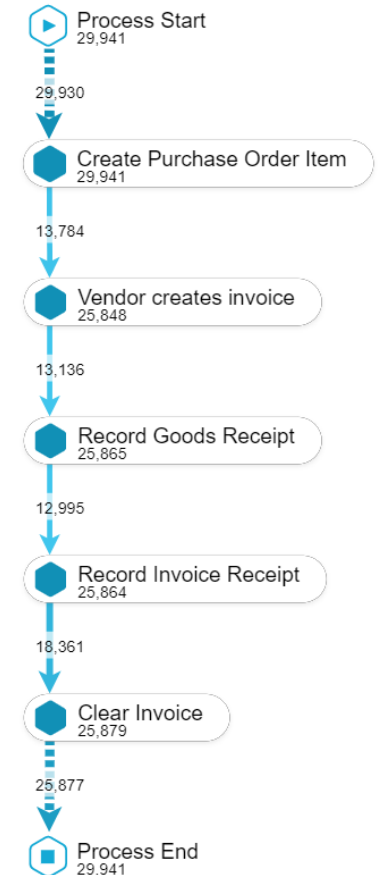 Process Start
29,941
29,930
Create Purchase Order Item
29,941
13,784
Vendor creates invoice
25,848
13,136
Record Goods Receipt
25,865
12,995
Record Invoice Receipt
25,864
18,361
Clear Invoice
25,879
25,877
Process End
29,941